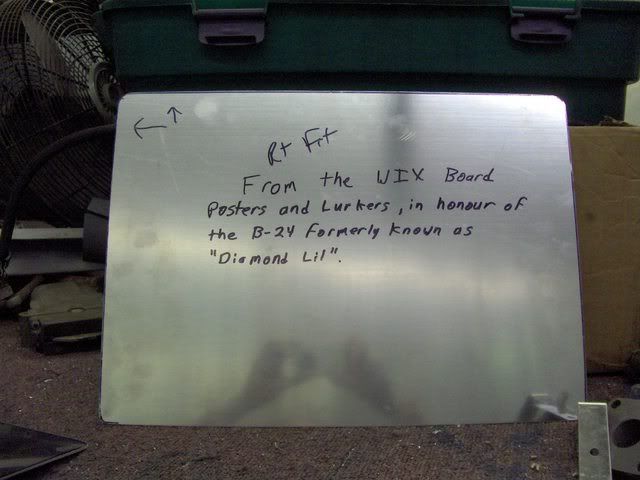 Rt Frt
From the WIX Board
Posters and Lurkers, in honour of
the B-24 formerly known as
"Diamond Lil".